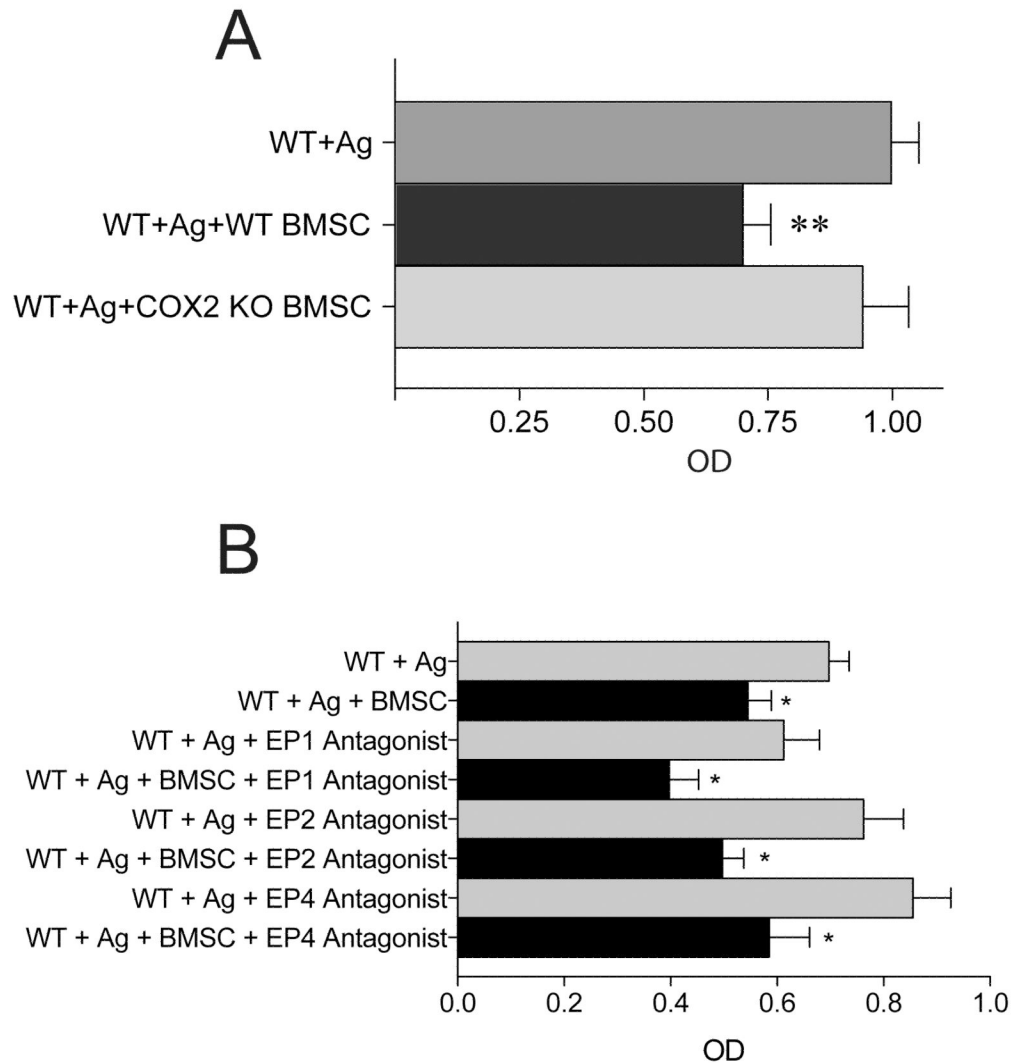 A
WT+Ag
WT+Ag+WT BMSC
**
WT+Ag+COX2 KO BMSC
0.25 0.50 0.75 1.00
OD
B
WT + Ag
WT + Ag + BMSC
*
WT + Ag + EP1 Antagonist
WT + Ag + BMSC + EP1 Antagonist
*
WT + Ag + EP2 Antagonist
WT + Ag + BMSC + EP2 Antagonist
*
WT + Ag + EP4 Antagonist
WT + Ag + BMSC + EP4 Antagonist
*
0.0 0.2 0.4 0.6 0.8 1.0
OD